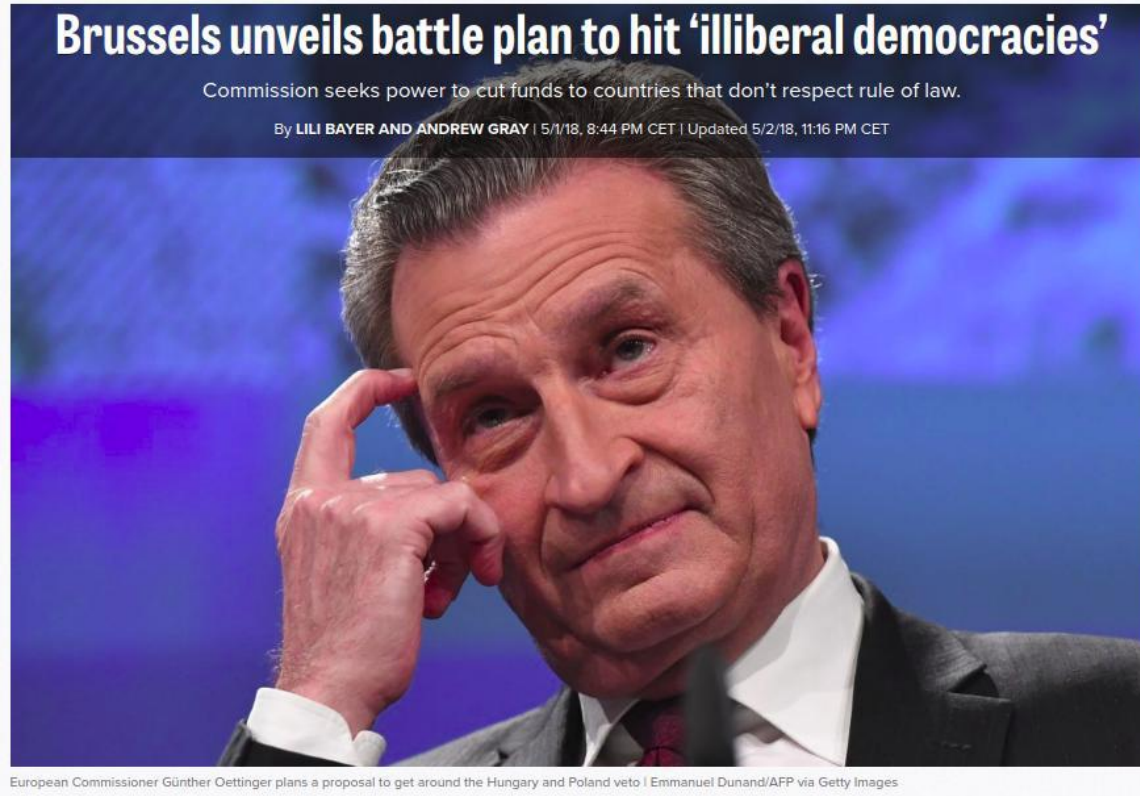 Brussels unveils battle plan to hit ‘illiberal democracies’
Commission seeks power to cut funds to countries that don’t respect rule of law.
By LILI BAYER AND ANDREW GRAY | 5/1/18, 8:44 PM CET | Updated 5/2/18, 11:16 PM CET
European Commissioner Günther Oettinger plans a proposal to get around the Hungary and Poland veto | Emmanuel Dunand/AFP via Getty Images